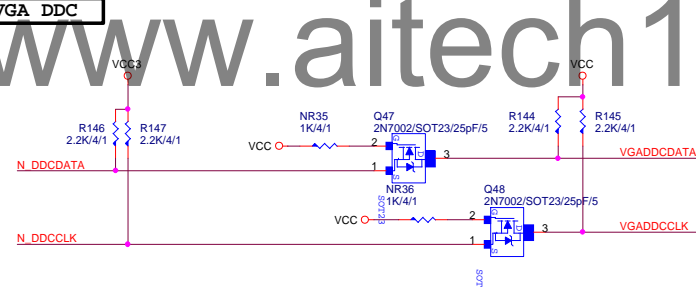 VGA DDC
www.aitech1
VCC3
VCC
R146
2.2K/4/1
R147
2.2K/4/1
NR35
1K/4/1
Q47
2N7002/SOT23/25pF/5
R144
2.2K/4/1
R145
2.2K/4/1
VCC
2
G
D
S
1
3
N_DDCDATA
VGADDCDATA
SOT23
NR36
1K/4/1
Q48
2N7002/SOT23/25pF/5
VCC
2
G
D
S
1
3
N_DDCCLK
VGADDCCLK
SOT